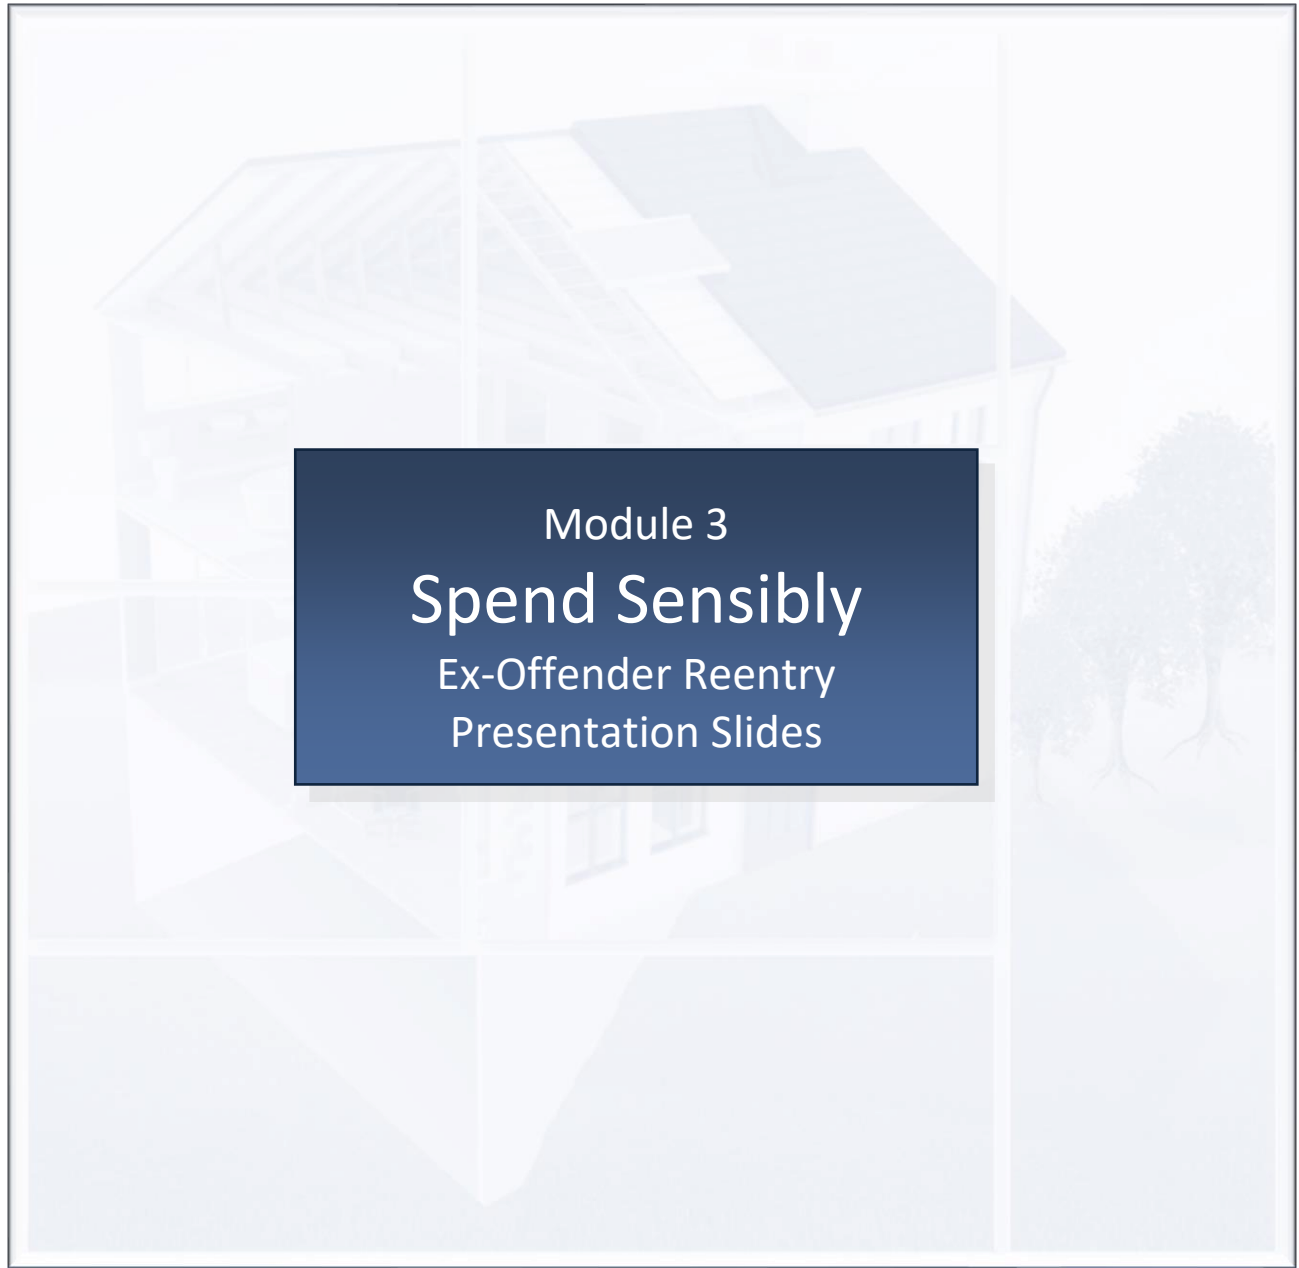 Module 3
Spend Sensibly
Ex-Offender Reentry
Presentation Slides